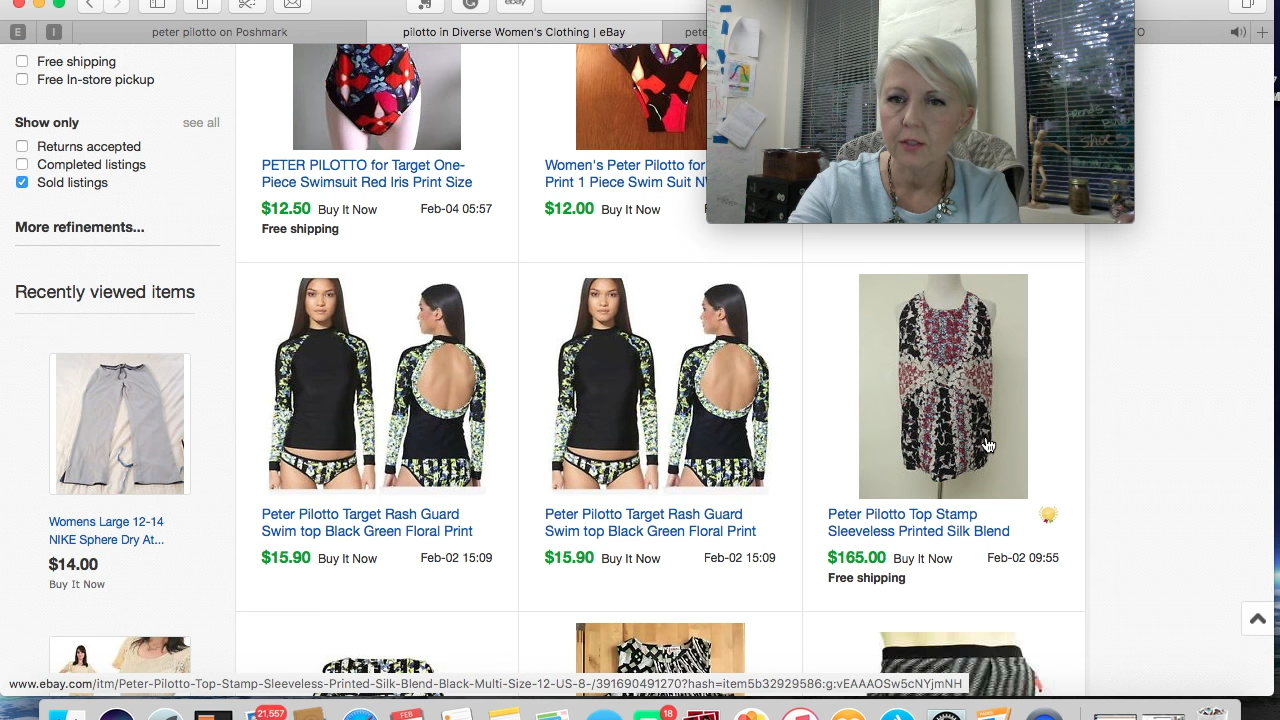 ebay
E
I
peter pilotto on Poshmark
pilotto in Diverse Women's Clothing | eBay
pete
Free shipping
Free In-store pickup
Show only
see all
Returns accepted
Completed listings
Sold listings
More refinements...
Recently viewed items
Womens Large 12-14
NIKE Sphere Dry At...
$14.00
Buy It Now
PETER PILOTTO for Target One-
Piece Swimsuit Red Iris Print Size
$12.50 Buy It Now Feb-04 05:57
Free shipping
Women's Peter Pilotto for
Print 1 Piece Swim Suit NV
$12.00 Buy It Now
Peter Pilotto Target Rash Guard
Swim top Black Green Floral Print
$15.90 Buy It Now Feb-02 15:09
Peter Pilotto Target Rash Guard
Swim top Black Green Floral Print
$15.90 Buy It Now Feb-02 15:09
Peter Pilotto Top Stamp
Sleeveless Printed Silk Blend
$165.00 Buy It Now Feb-02 09:55
Free shipping
www.ebay.com/itm/Peter-Pilotto-Top-Stamp-Sleeveless-Printed-Silk-Blend-Black-Multi-Size-12-US-8-/391690491270?hash=item5b32929586:g:vEAAAOSw5cNYjmNH
21,557
FEB
18